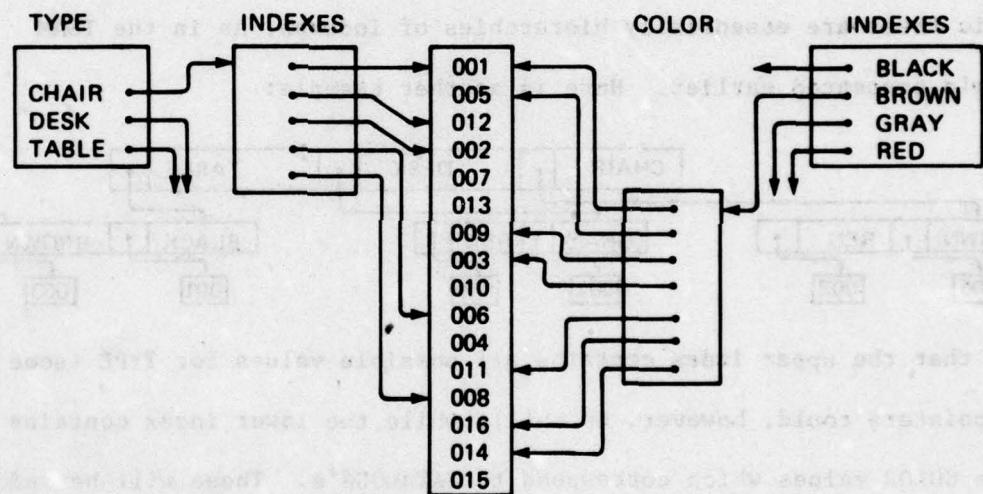 TYPE
INDEXES
COLOR
INDEXES
CHAIR
DESK
TABLE
001
005
012
002
007
013
009
003
010
006
004
011
008
016
014
015
BLACK
BROWN
GRAY
RED